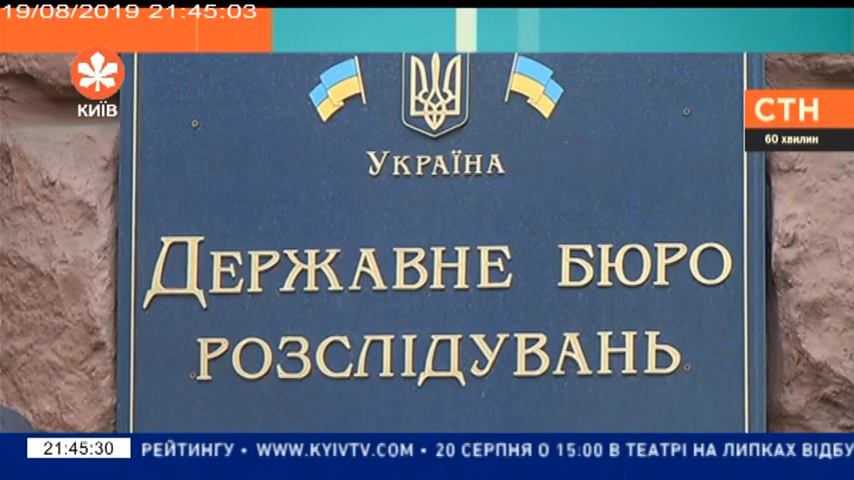 19/08/2019 21:45:03
КИЇВ
СТН
60 хвилин
УКРАЇНА
ДЕРЖАВНЕ БЮРО
РОЗСЛІДУВАНЬ
21:45:30 РЕЙТИНГУ • WWW.KYIVTV.COM • 20 СЕРПНЯ О 15:00 В ТЕАТРІ НА ЛИПКАХ ВІДБУ